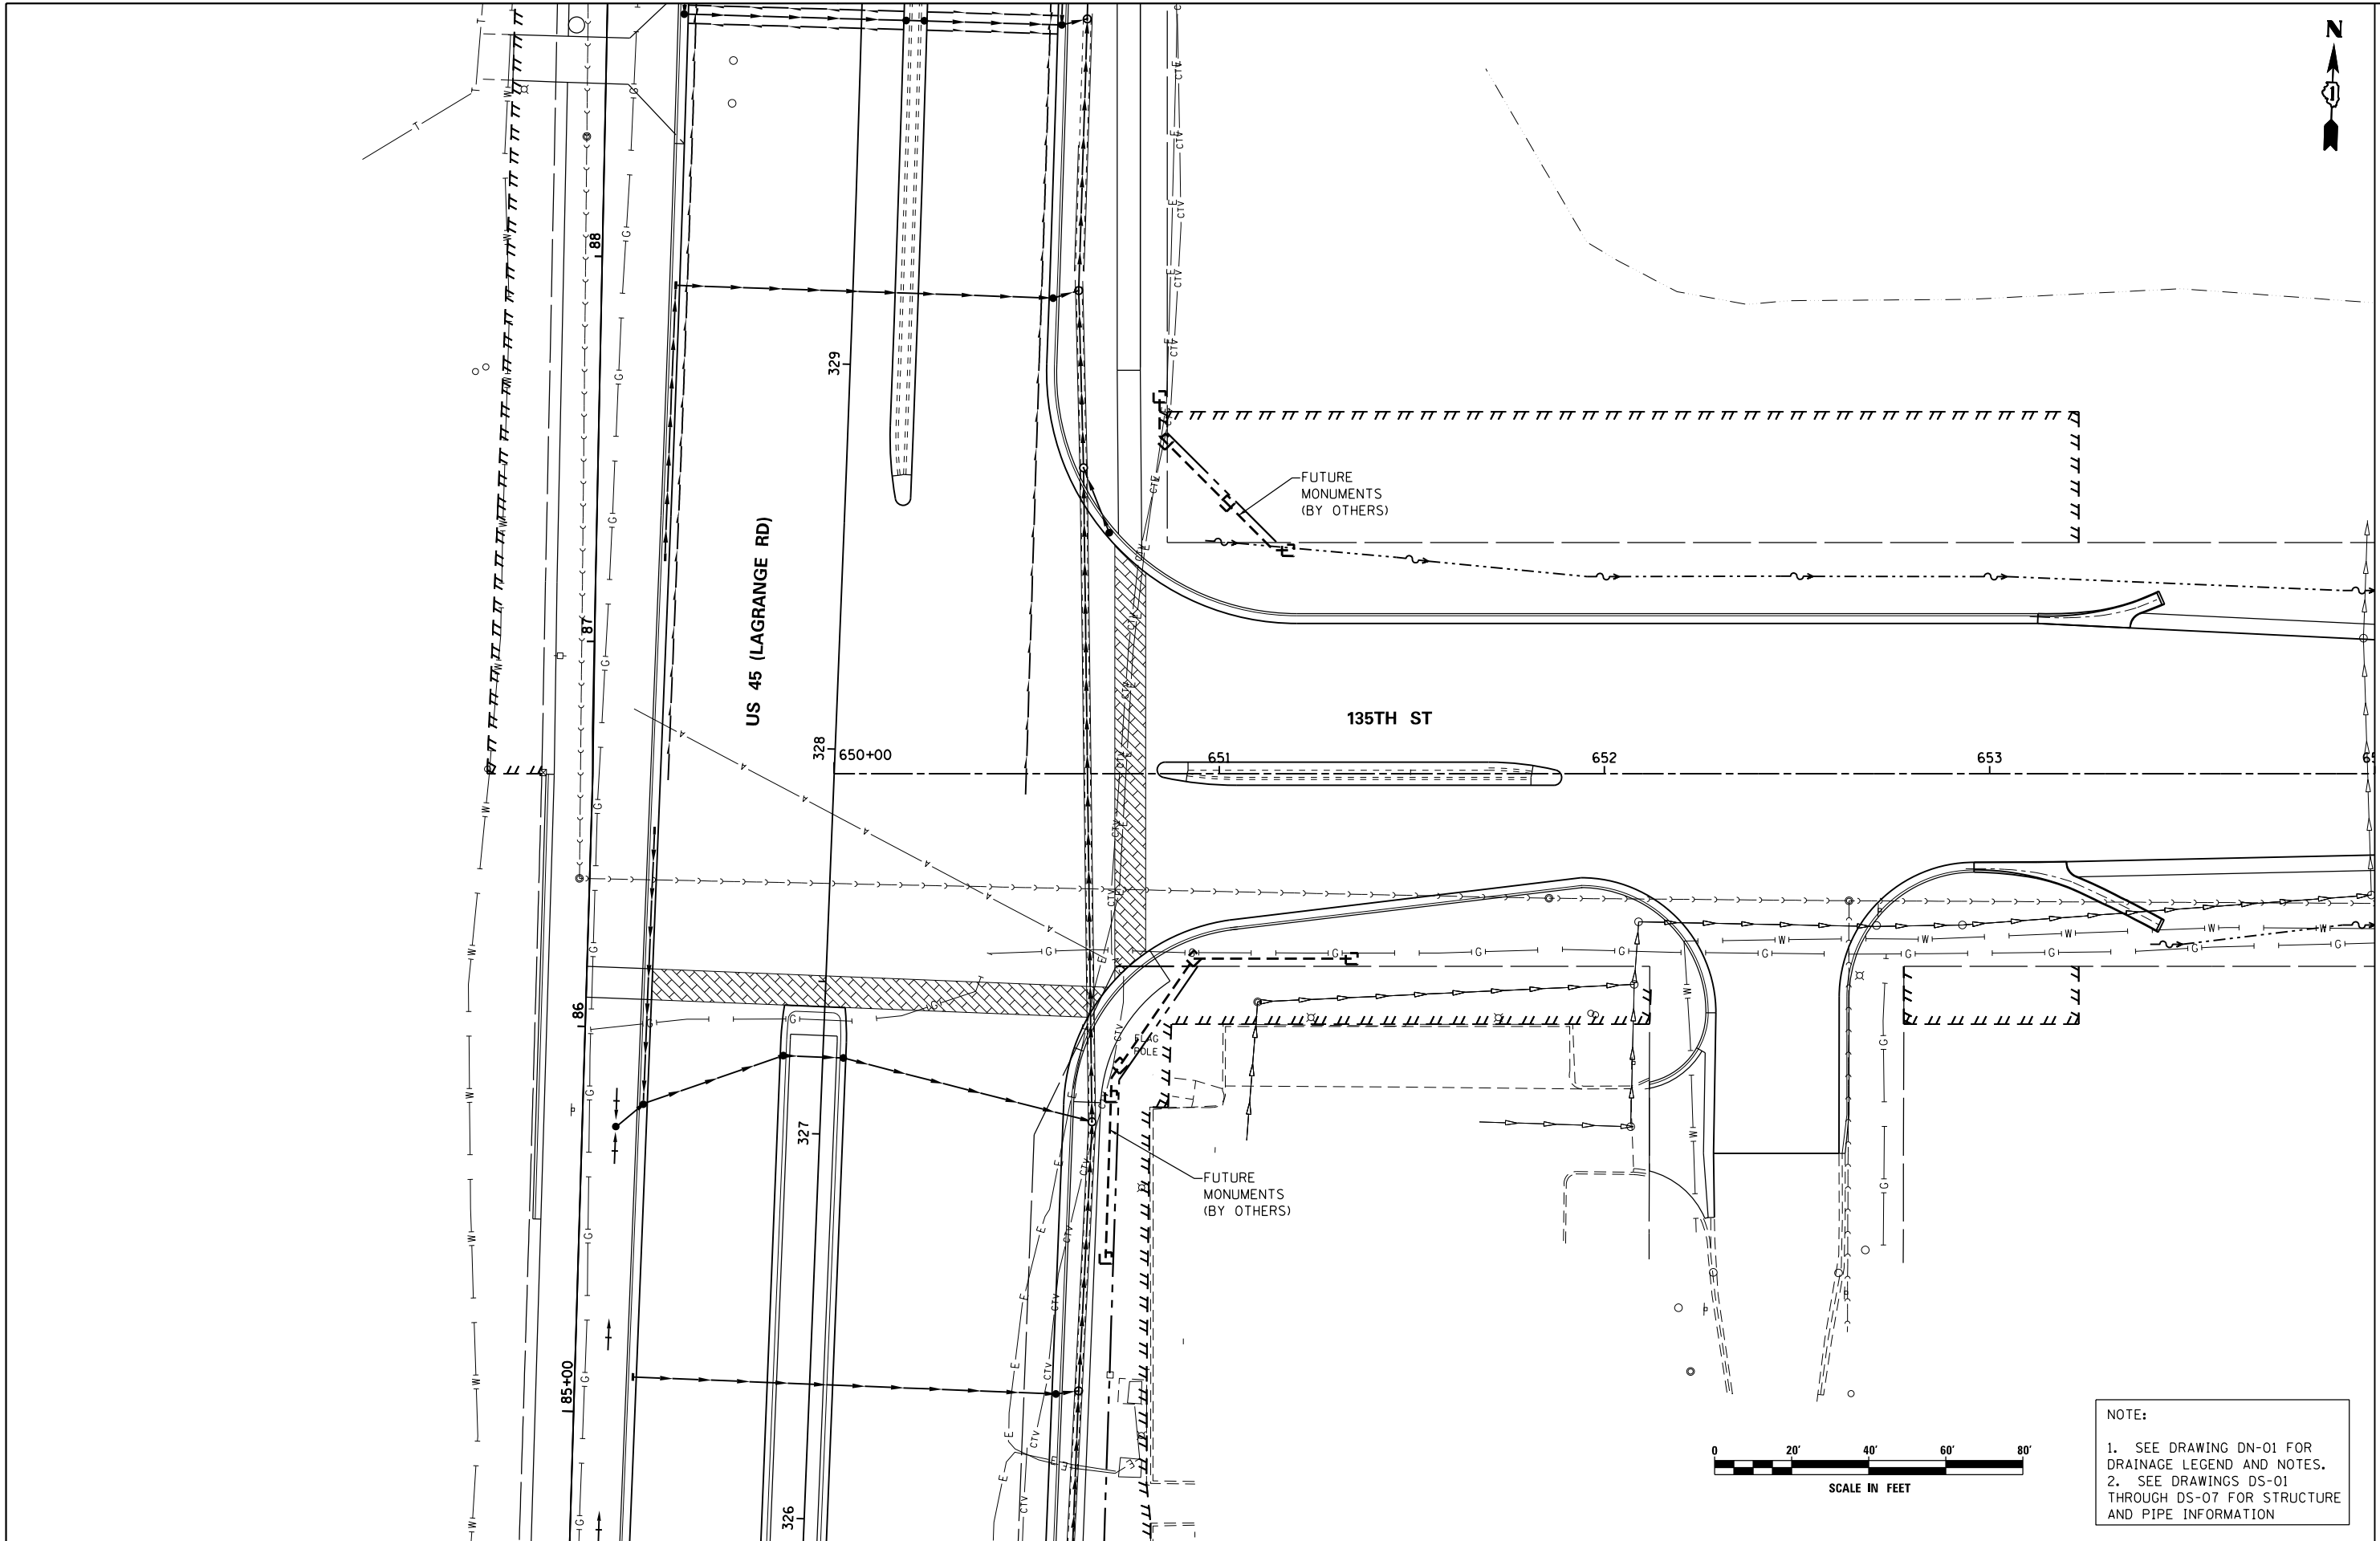 N
88
329
FUTURE
MONUMENTS
(BY OTHERS)
87
US 45 (LAGRANGE RD)
135TH ST
328
650+00
651
652
653
86
FLAG
POLE
327
FUTURE
MONUMENTS
(BY OTHERS)
85+00
326
0 20' 40' 60' 80'
SCALE IN FEET
NOTE:
1. SEE DRAWING DN-01 FOR
DRAINAGE LEGEND AND NOTES.
2. SEE DRAWINGS DS-01
THROUGH DS-07 FOR STRUCTURE
AND PIPE INFORMATION